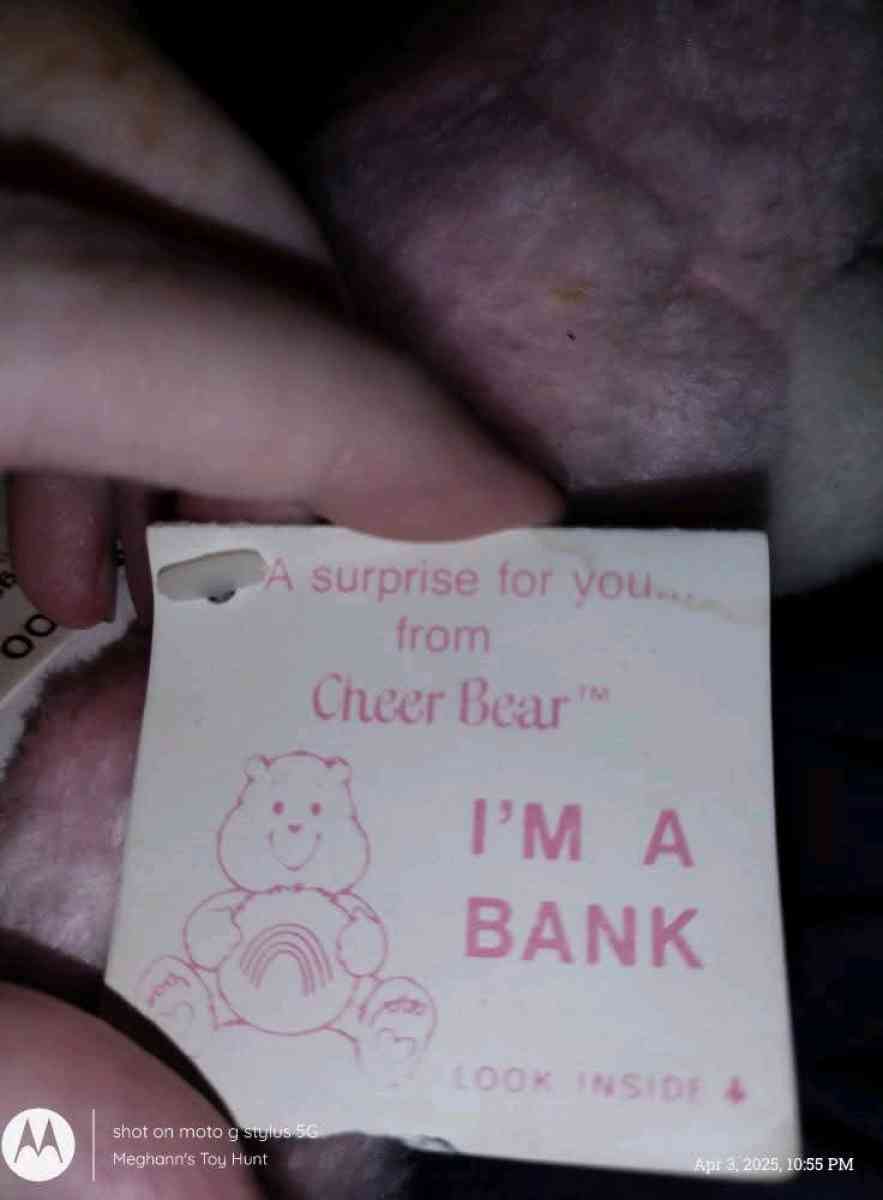 A surprise for you....
from
Cheer Bear™
I'M A
BANK
LOOK INSIDE
shot on moto g stylus 5G
Meghann's Toy Hunt
Apr 3, 2025, 10:55 PM